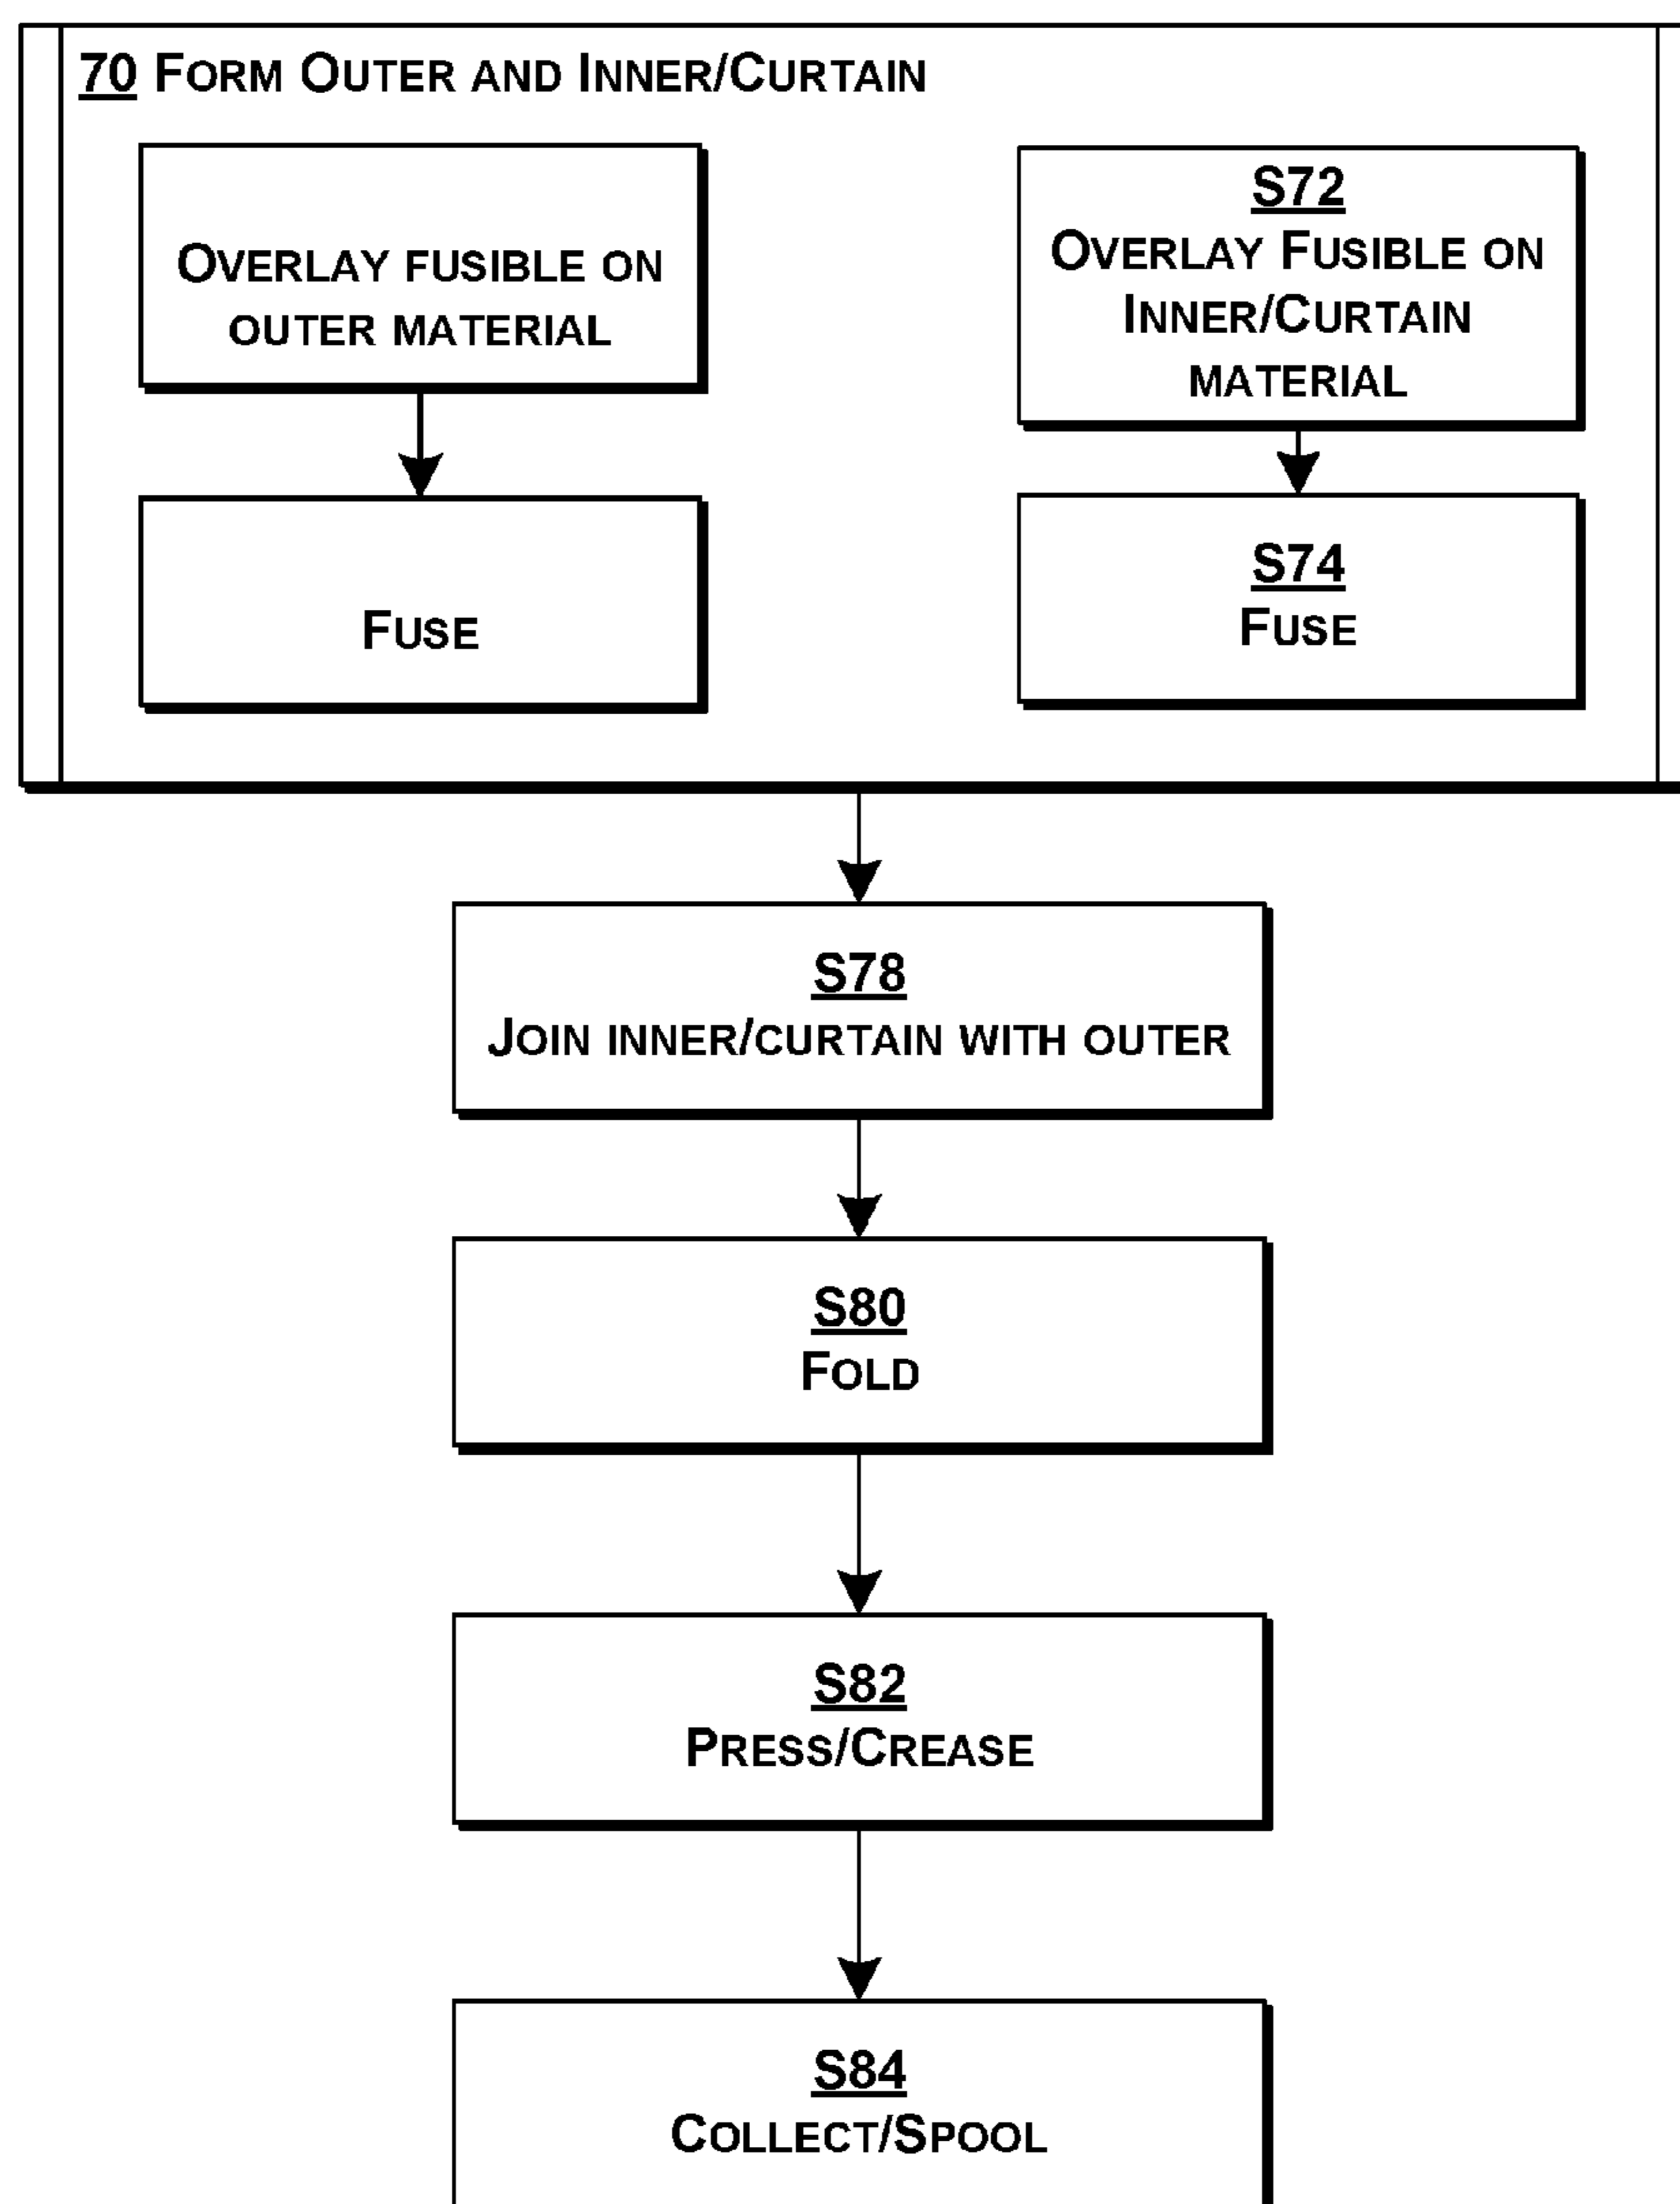 70 FORM OUTER AND INNER/CURTAIN
OVERLAY FUSIBLE ON
OUTER MATERIAL
FUSE
S72
OVERLAY FUSIBLE ON
INNER/CURTAIN
MATERIAL
S74
FUSE
S78
JOIN INNER/CURTAIN WITH OUTER
S80
FOLD
S82
PRESS/CREASE
S84
COLLECT/SPOOL